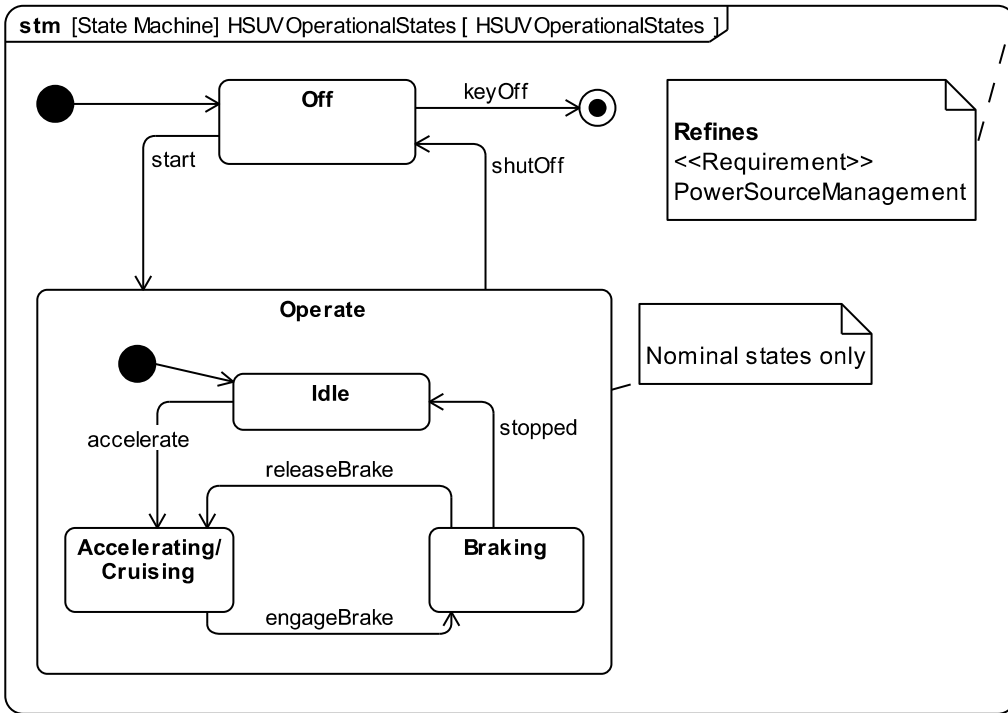 stm [State Machine] HSUVOperationalStates [ HSUVOperationalStates ]
Off
keyOff
start
shutOff
Refines
<<Requirement>>
PowerSourceManagement
Operate
Nominal states only
Idle
accelerate
stopped
releaseBrake
Accelerating/
Cruising
Braking
engageBrake